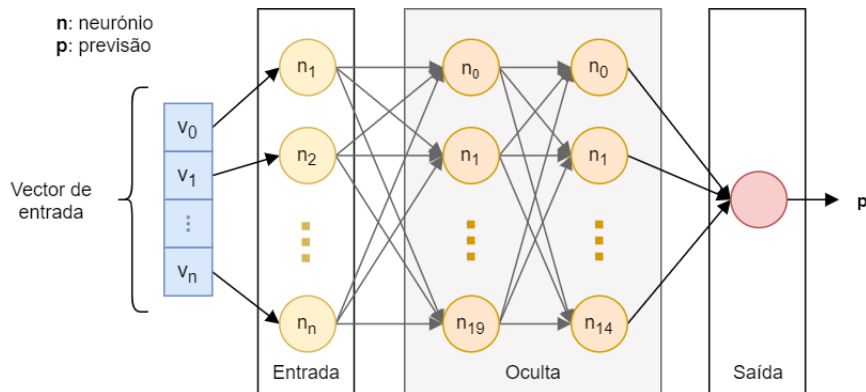 n: neurónio
p: previsão
Vector de
entrada
v0
v1
...
vn
n1
n2
nn
Entrada
n0
n1
n19
n0
n1
n14
Oculta
Saída
p